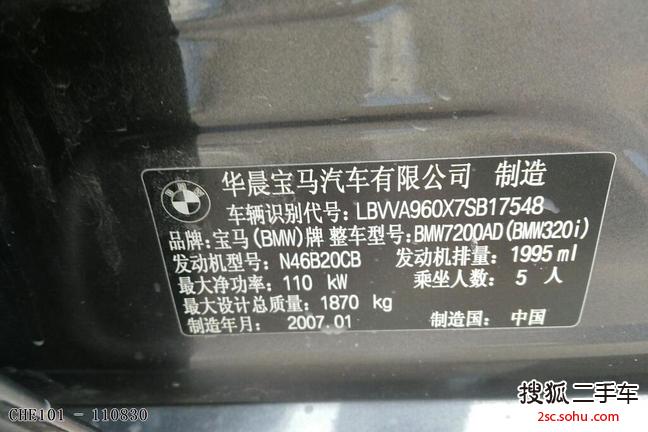 BMW
华晨宝马汽车有限公司 制造
车辆识别代号：LBVVA960X7SB17548
品牌：宝马(BMW)牌 整车型号：BMW7200AD(BMW320i)
发动机型号：N46B20CB 发动机排量：1995 ml
最大净功率：110 kW 乘坐人数：5 人
最大设计总质量：1870 kg
制造年月：2007.01 制造国：中国
CHE101 - 110830
搜狐二手车
2sc.sohu.com